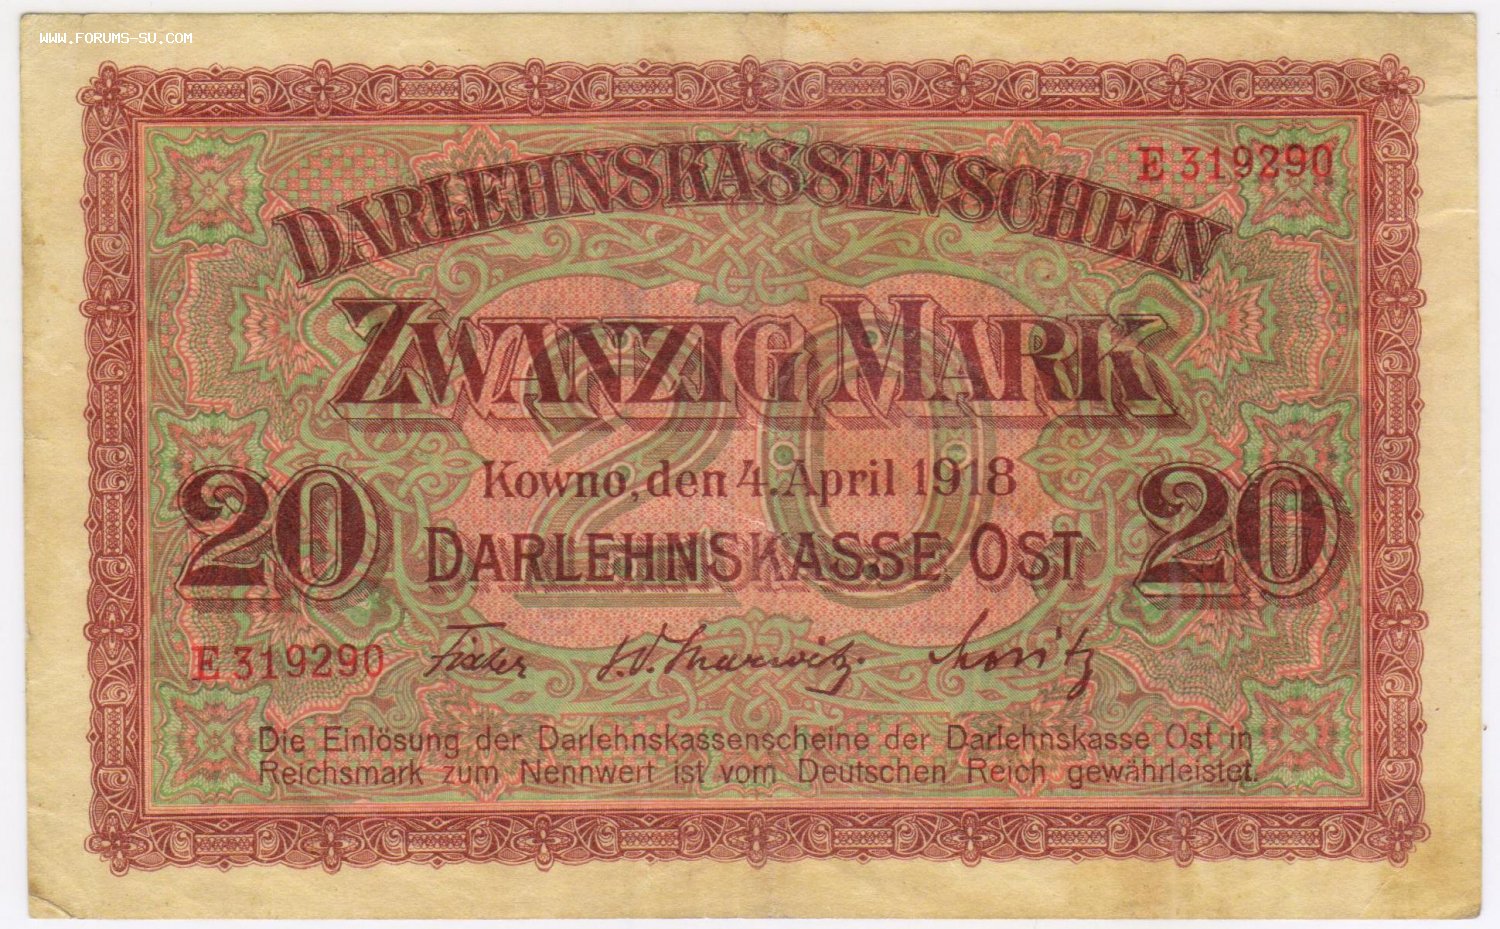 WWW.FORUMS-SU.COM
E 319290
DARLEHNSKASSENSCHEIN
ZWANZIG MARK
20
Kowno, den 4. April 1918
20 DARLEHNSKASSE OST 20
E 319290
Die Einlösung der Darlehnskassenscheine der Darlehnskasse Ost in
Reichsmark zum Nennwert ist vom Deutschen Reich gewährleistet.